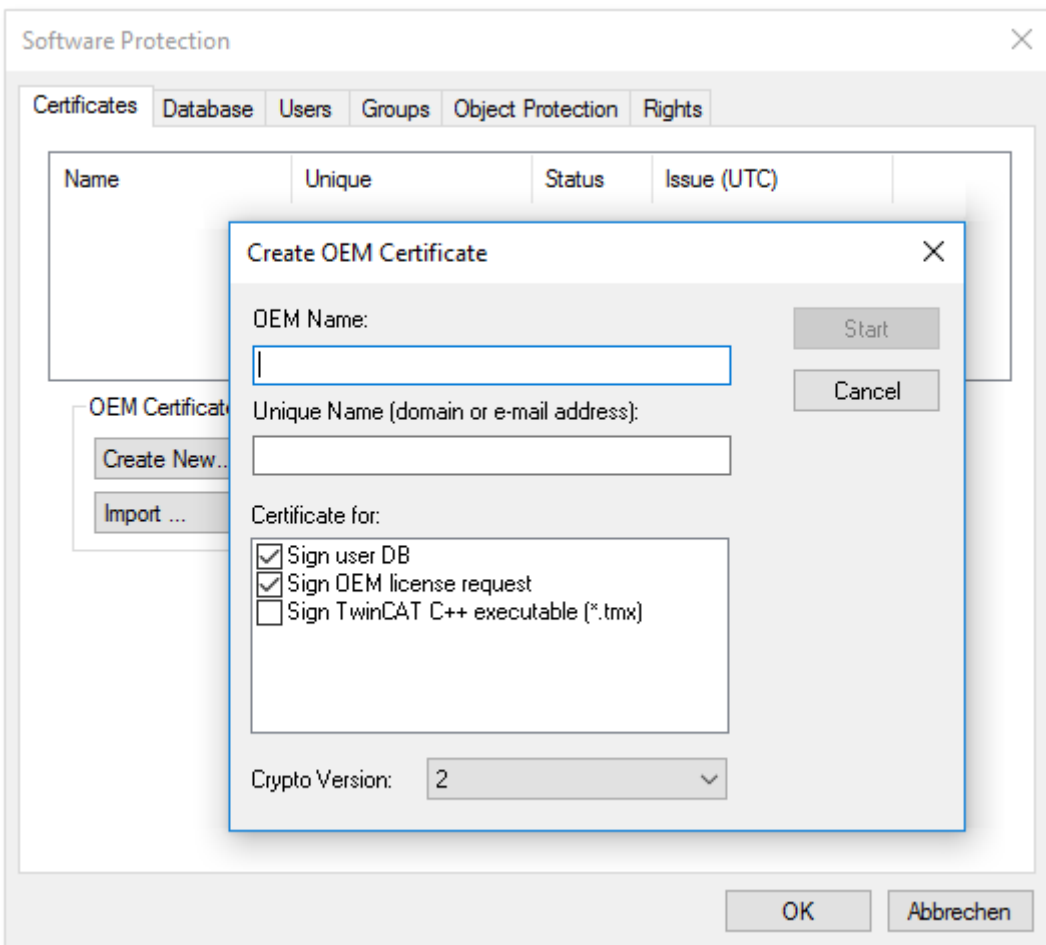 Software Protection
Certificates Database Users Groups Object Protection Rights
Name Unique Status Issue (UTC)
Create OEM Certificate
OEM Name:
Start
Cancel
OEM
Unique Name (domain or e-mail address):
Create New..
Import ...
Certificate for:
Sign user DB
Sign OEM license request
Sign TwinCAT C++ executable (*.tmx)
Crypto Version: 2
OK Abbrechen